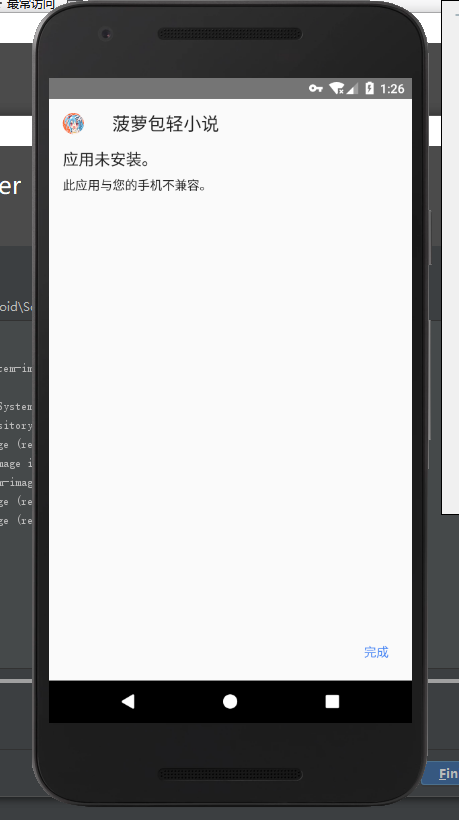 最常访问
1:26
菠萝包轻小说
应用未安装。
此应用与您的手机不兼容。
er
oid\S
tem-im
System
sitory
ge (re
mage i
m-imag
ge (re
ge (re
完成
Fin